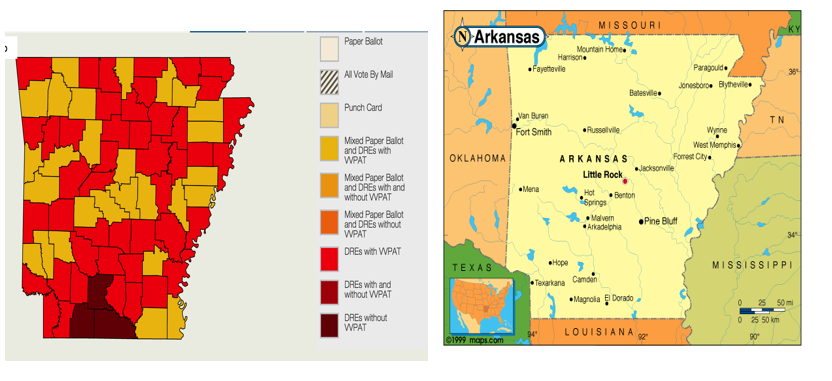 Paper Ballot
All Vote By Mail
Punch Card
Mixed Paper Ballot
and DREs with
VVPAT
Mixed Paper Ballot
and DREs with and
without VVPAT
Mixed Paper Ballot
and DREs without
VVPAT
DREs with VVPAT
DREs with and
without VVPAT
DREs without
VVPAT
N Arkansas
MISSOURI
KY
Mountain Home
Harrison
Fayetteville
Paragould
36°
Jonesboro
Blytheville
Batesville
Van Buren
Fort Smith
Russellville
TN
Wynne
West Memphis
Forrest City
OKLAHOMA
ARKANSAS
Jacksonville
Little Rock
Mena
Hot
Springs
Benton
Malvern
Arkadelphia
Pine Bluff
34°
TEXAS
Hope
Camden
MISSISSIPPI
Texarkana
Magnolia
El Dorado
0 25 50 mi
0 25 50 km
94°
LOUISIANA
92°
90°
©1999 maps.com